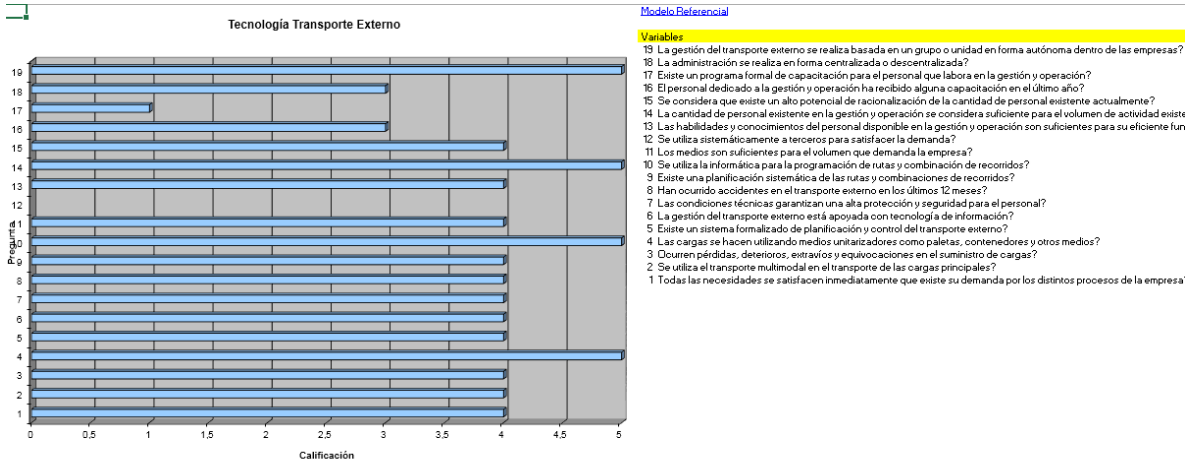 Tecnología Transporte Externo
Pregunta
19
18
17
16
15
14
13
12
11
10
9
8
7
6
5
4
3
2
1
0 0,5 1 1,5 2 2,5 3 3,5 4 4,5 5
Calificación
Modelo Referencial
Variables
19 La gestión del transporte externo se realiza basada en un grupo o unidad en forma autónoma dentro de las empresas?
18 La administración se realiza en forma centralizada o descentralizada?
17 Existe un programa formal de capacitación para el personal que labora en la gestión y operación?
16 El personal dedicado a la gestión y operación ha recibido alguna capacitación en el último año?
15 Se considera que existe un alto potencial de racionalización de la cantidad de personal existente actualmente?
14 La cantidad de personal existente en la gestión y operación se considera suficiente para el volumen de actividad existe
13 Las habilidades y conocimientos del personal disponible en la gestión y operación son suficientes para su eficiente fun
12 Se utiliza sistemáticamente a terceros para satisfacer la demanda?
11 Los medios son suficientes para el volumen que demanda la empresa?
10 Se utiliza la informática para la programación de rutas y combinación de recorridos?
9 Existe una planificación sistemática de las rutas y combinaciones de recorridos?
8 Han ocurrido accidentes en el transporte externo en los últimos 12 meses?
7 Las condiciones técnicas garantizan una alta protección y seguridad para el personal?
6 La gestión del transporte externo está apoyada con tecnología de información?
5 Existe un sistema formalizado de planificación y control del transporte externo?
4 Las cargas se hacen utilizando medios unitarizadores como paletas, contenedores y otros medios?
3 Ocurren pérdidas, deterioros, extravíos y equivocaciones en el suministro de cargas?
2 Se utiliza el transporte multimodal en el transporte de las cargas principales?
1 Todas las necesidades se satisfacen inmediatamente que existe su demanda por los distintos procesos de la empresa?